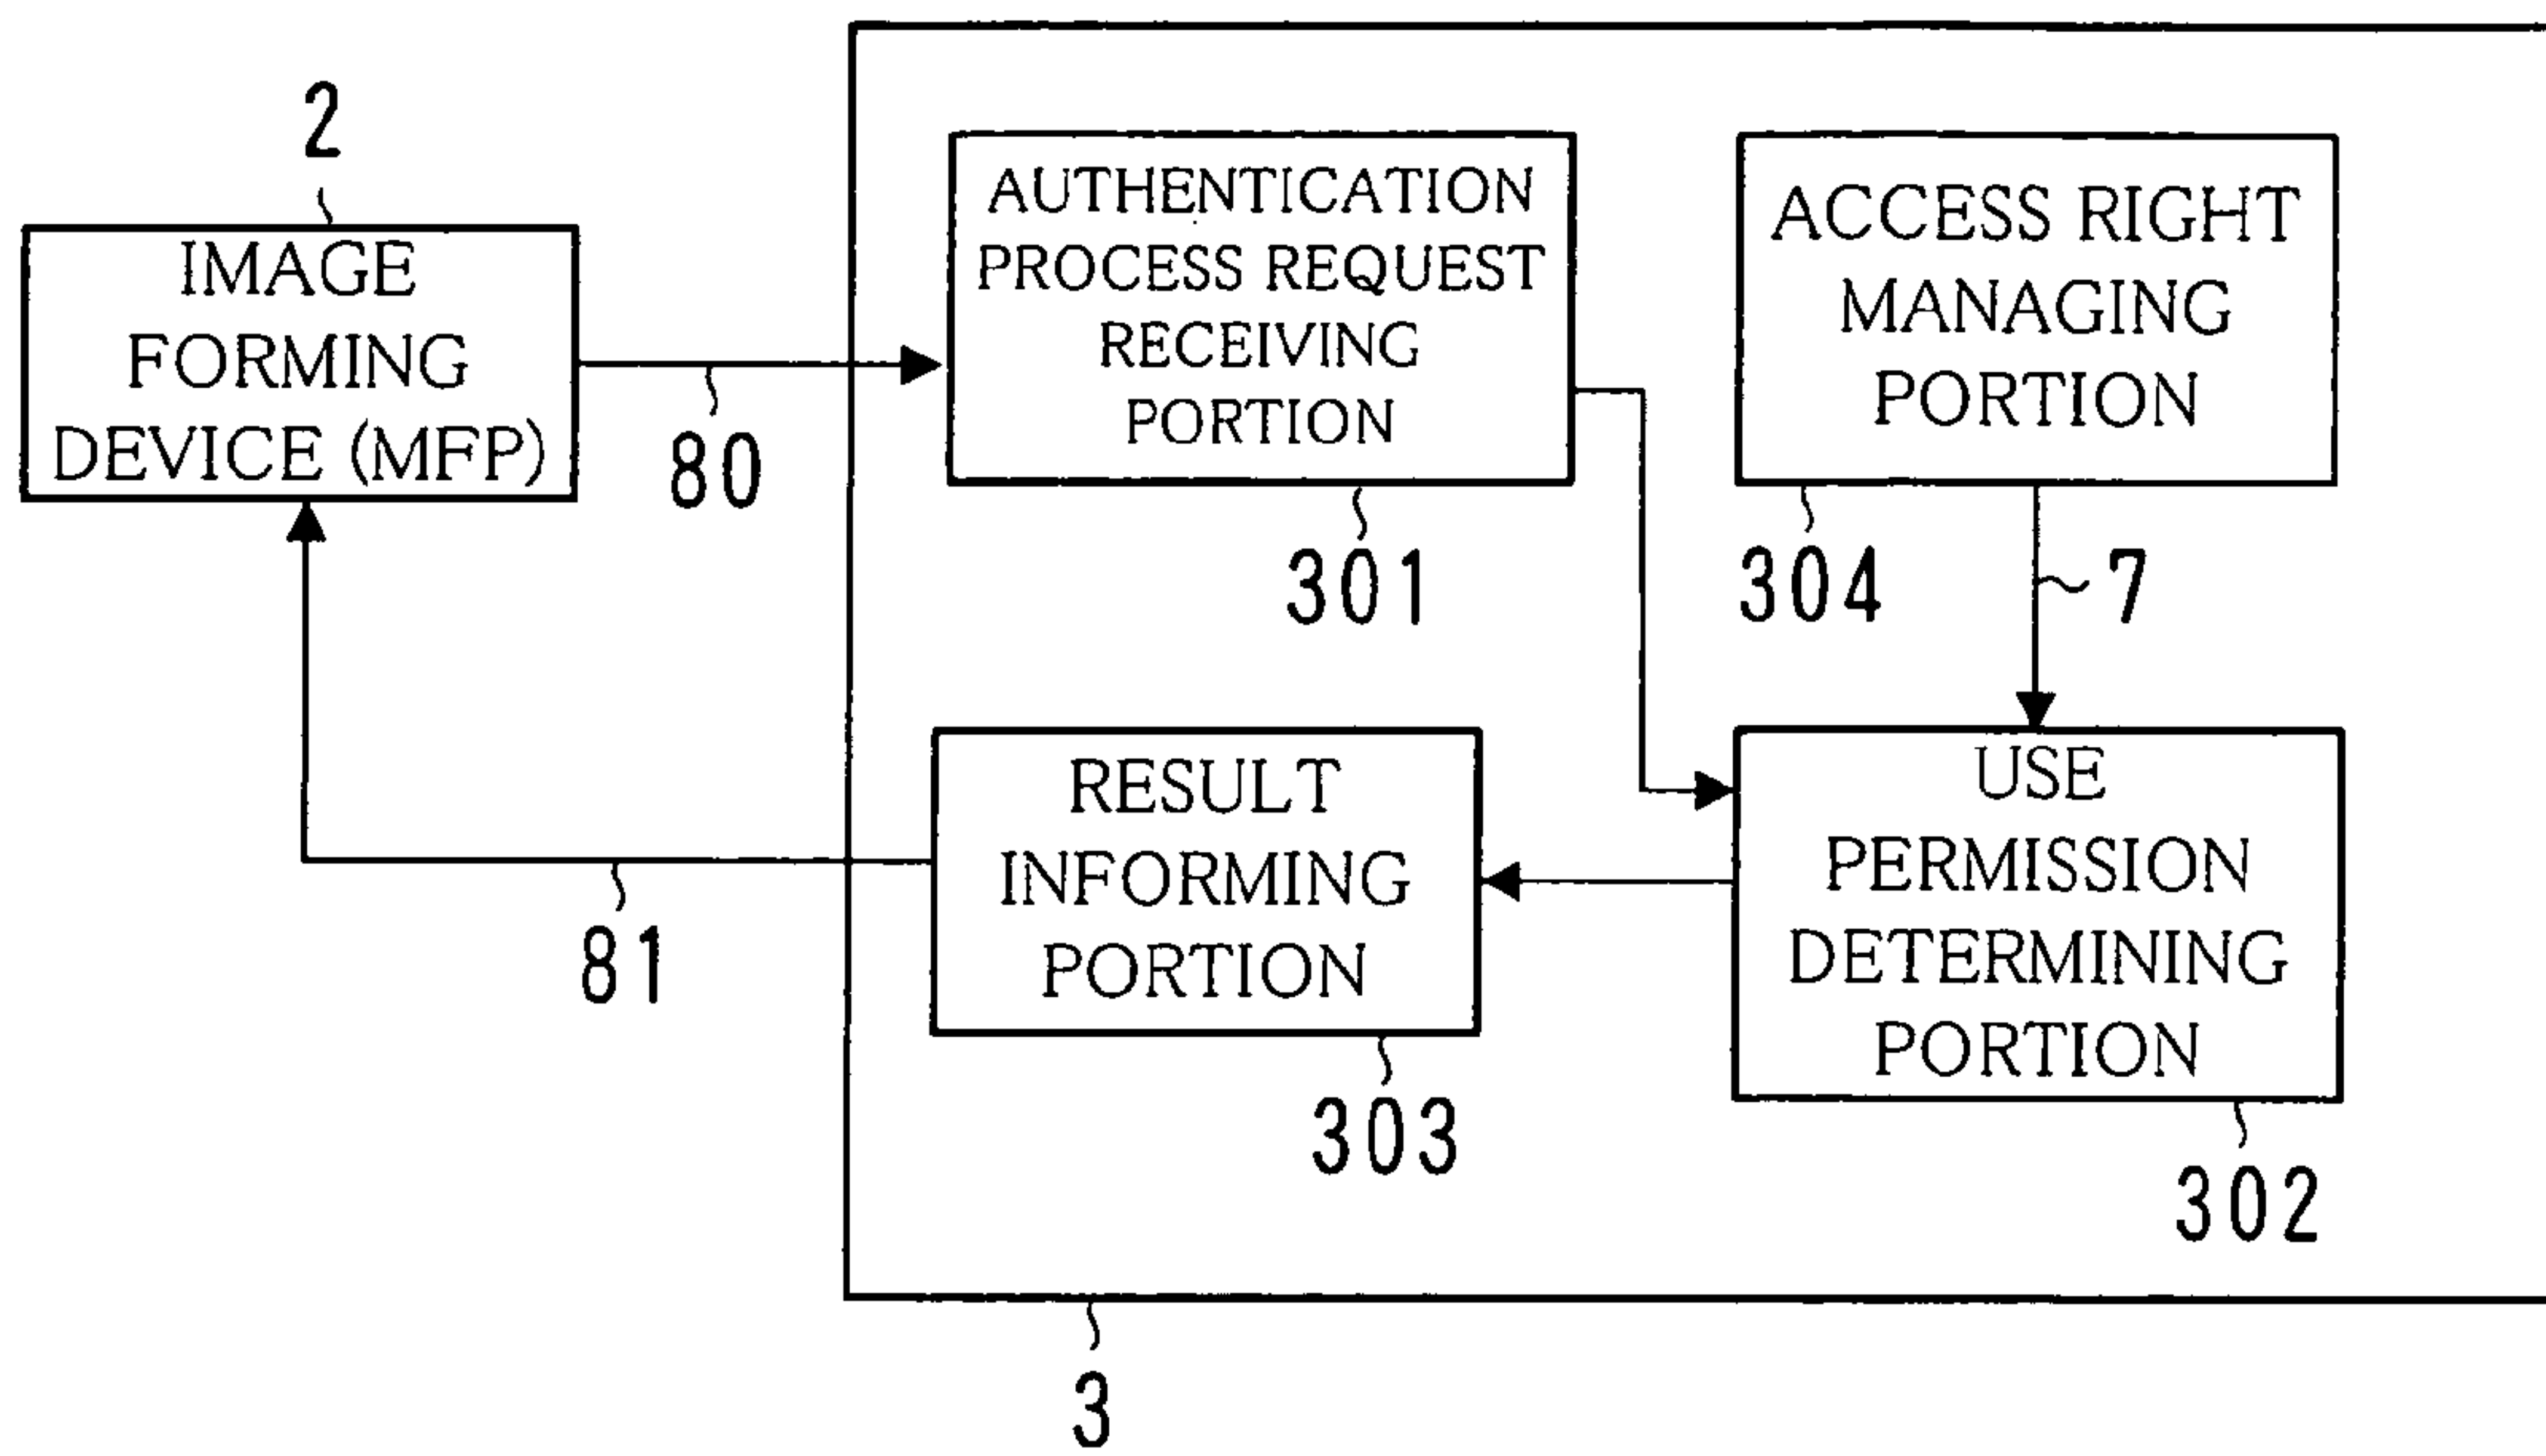 2
IMAGE
FORMING
DEVICE (MFP)
80
AUTHENTICATION
PROCESS REQUEST
RECEIVING
PORTION
301
ACCESS RIGHT
MANAGING
PORTION
304
7
RESULT
INFORMING
PORTION
303
81
USE
PERMISSION
DETERMINING
PORTION
302
3